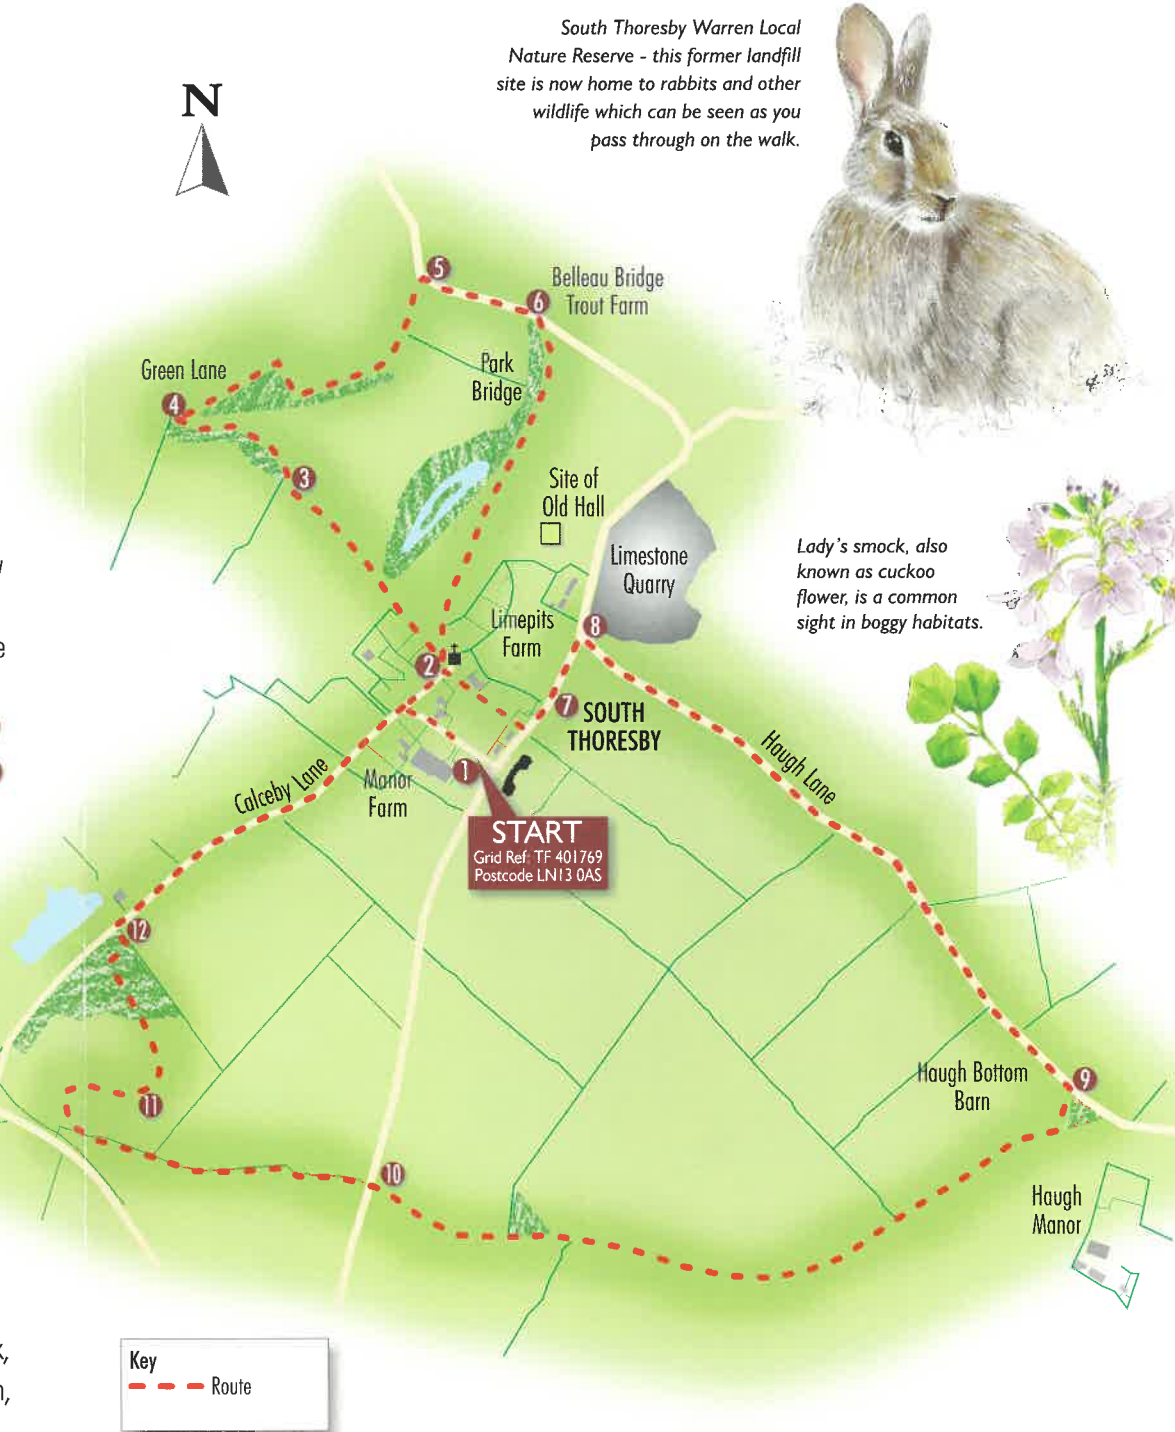 South Thoresby Warren Local
Nature Reserve - this former landfill
site is now home to rabbits and other
wildlife which can be seen as you
pass through on the walk.
N
5
6
Belleau Bridge
Trout Farm
Green Lane
Park
Bridge
4
3
Site of
Old Hall
Limestone
Quarry
Lady's smock, also
known as cuckoo
flower, is a common
sight in boggy habitats.
Limepits
Farm
8
2
7
SOUTH
THORESBY
Haugh Lane
1
Manor
Farm
Calceby Lane
START
Grid Ref: TF 401769
Postcode LN13 0AS
12
Haugh Bottom
Barn
9
11
10
Haugh
Manor
Key
Route